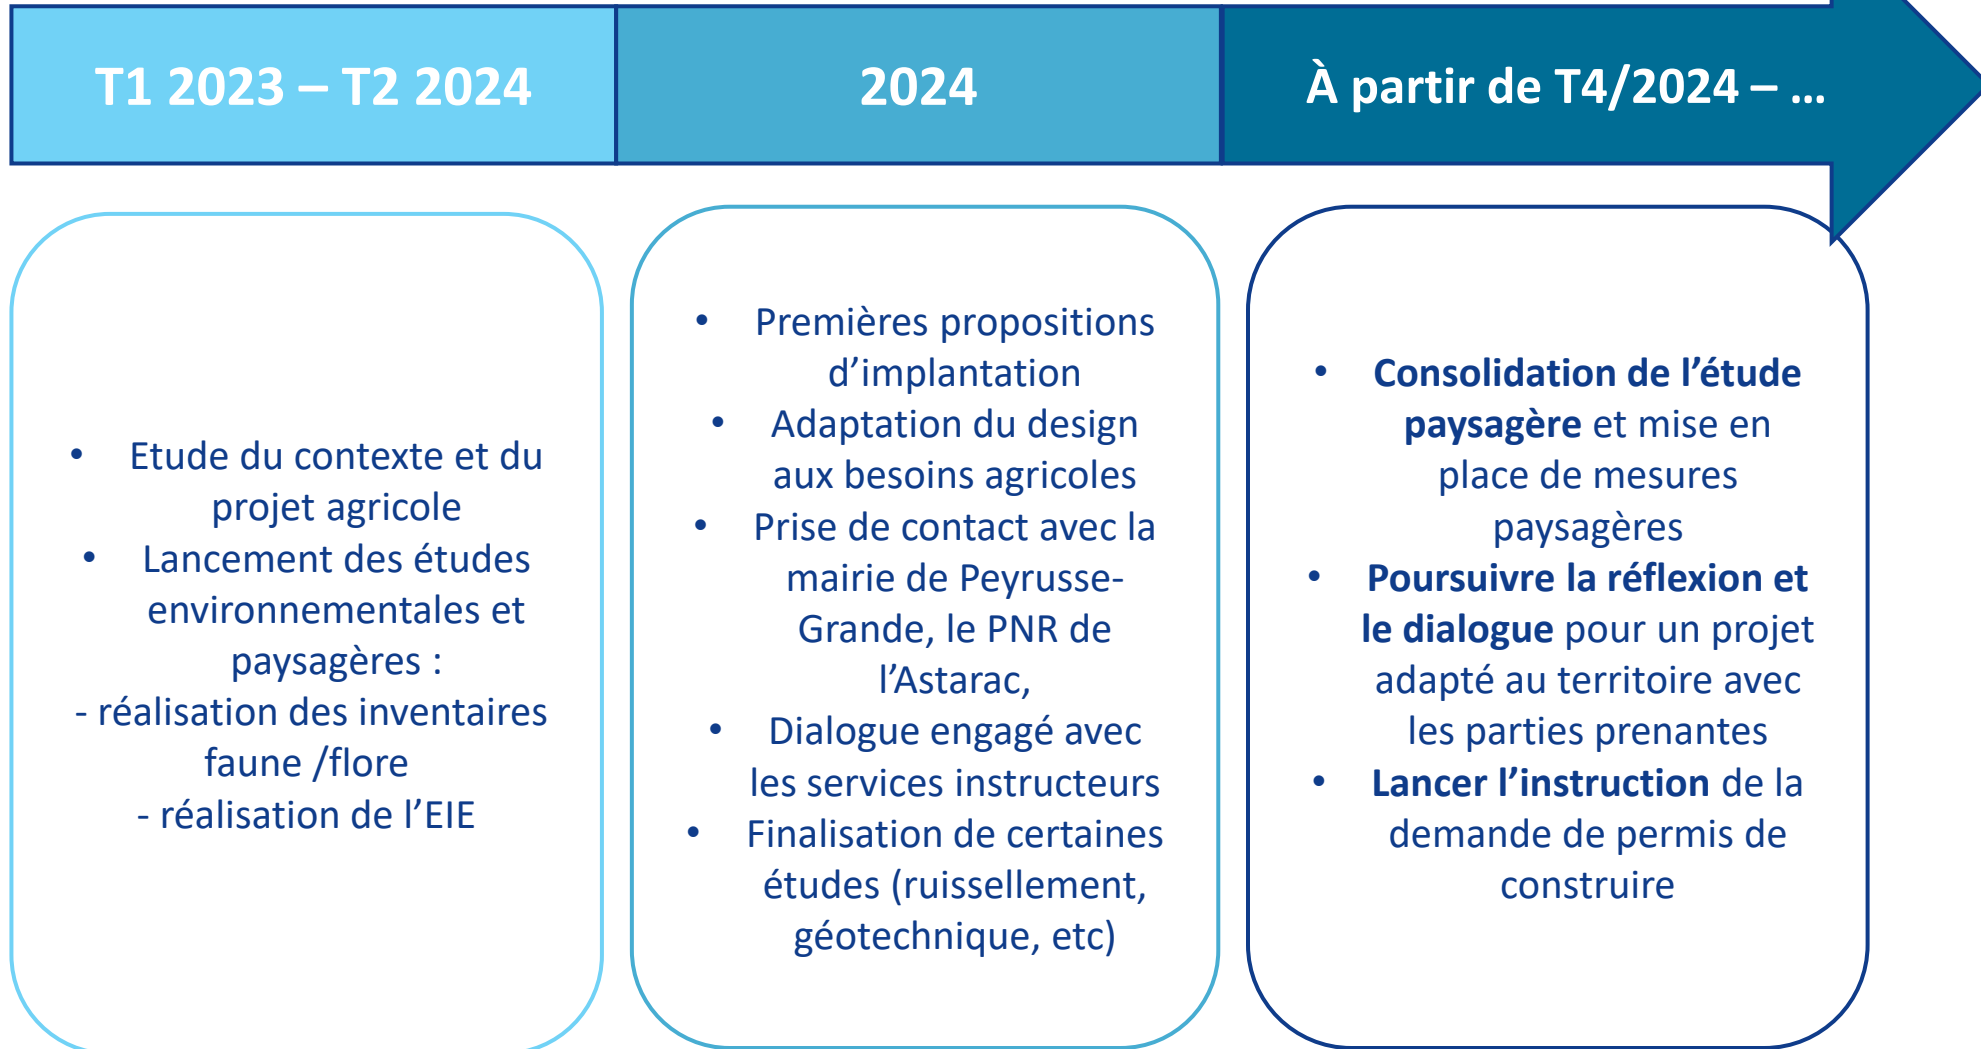 T1 2023 – T2 2024
2024
À partir de T4/2024 – …
• Etude du contexte et du
projet agricole
• Lancement des études
environnementales et
paysagères :
- réalisation des inventaires
faune /flore
- réalisation de l’EIE
• Premières propositions
d’implantation
• Adaptation du design
aux besoins agricoles
• Prise de contact avec la
mairie de Peyrusse-
Grande, le PNR de
l’Astarac,
• Dialogue engagé avec
les services instructeurs
• Finalisation de certaines
études (ruissellement,
géotechnique, etc)
• Consolidation de l’étude
paysagère et mise en
place de mesures
paysagères
• Poursuivre la réflexion et
le dialogue pour un projet
adapté au territoire avec
les parties prenantes
• Lancer l’instruction de la
demande de permis de
construire